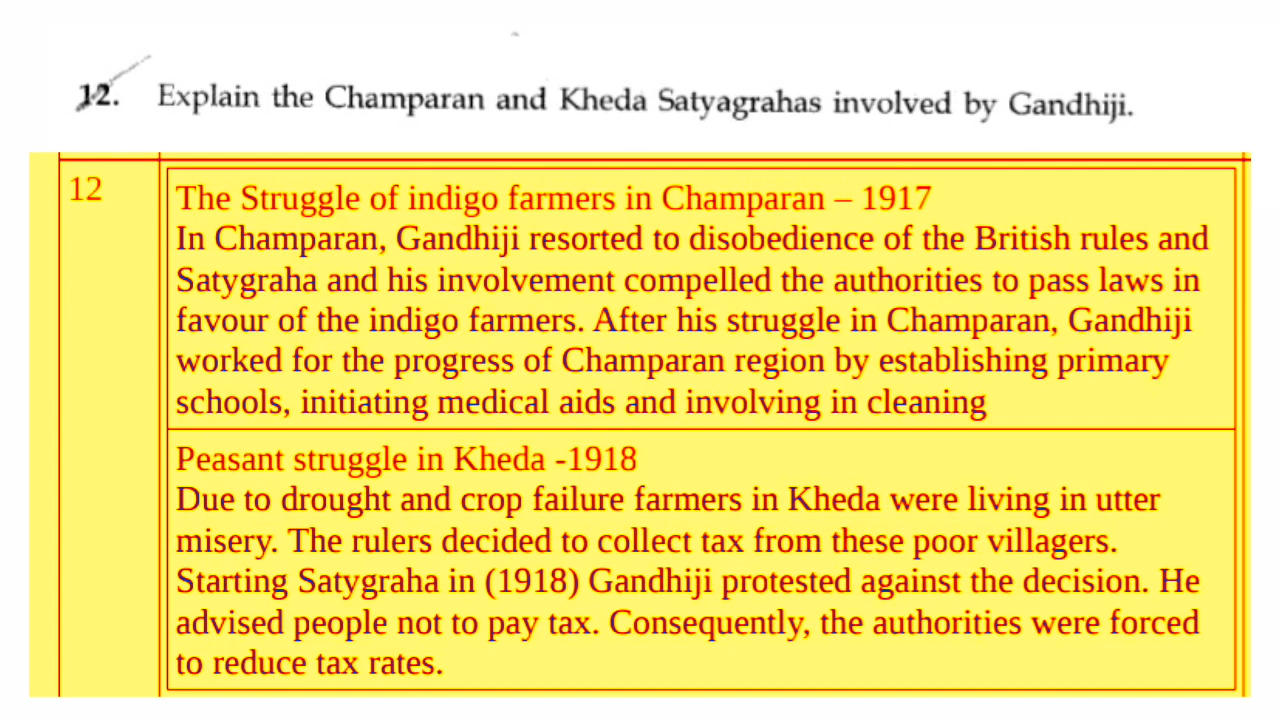 12. Explain the Champaran and Kheda Satyagrahas involved by Gandhiji.
12
The Struggle of indigo farmers in Champaran – 1917
In Champaran, Gandhiji resorted to disobedience of the British rules and
Satygraha and his involvement compelled the authorities to pass laws in
favour of the indigo farmers. After his struggle in Champaran, Gandhiji
worked for the progress of Champaran region by establishing primary
schools, initiating medical aids and involving in cleaning
Peasant struggle in Kheda -1918
Due to drought and crop failure farmers in Kheda were living in utter
misery. The rulers decided to collect tax from these poor villagers.
Starting Satygraha in (1918) Gandhiji protested against the decision. He
advised people not to pay tax. Consequently, the authorities were forced
to reduce tax rates.